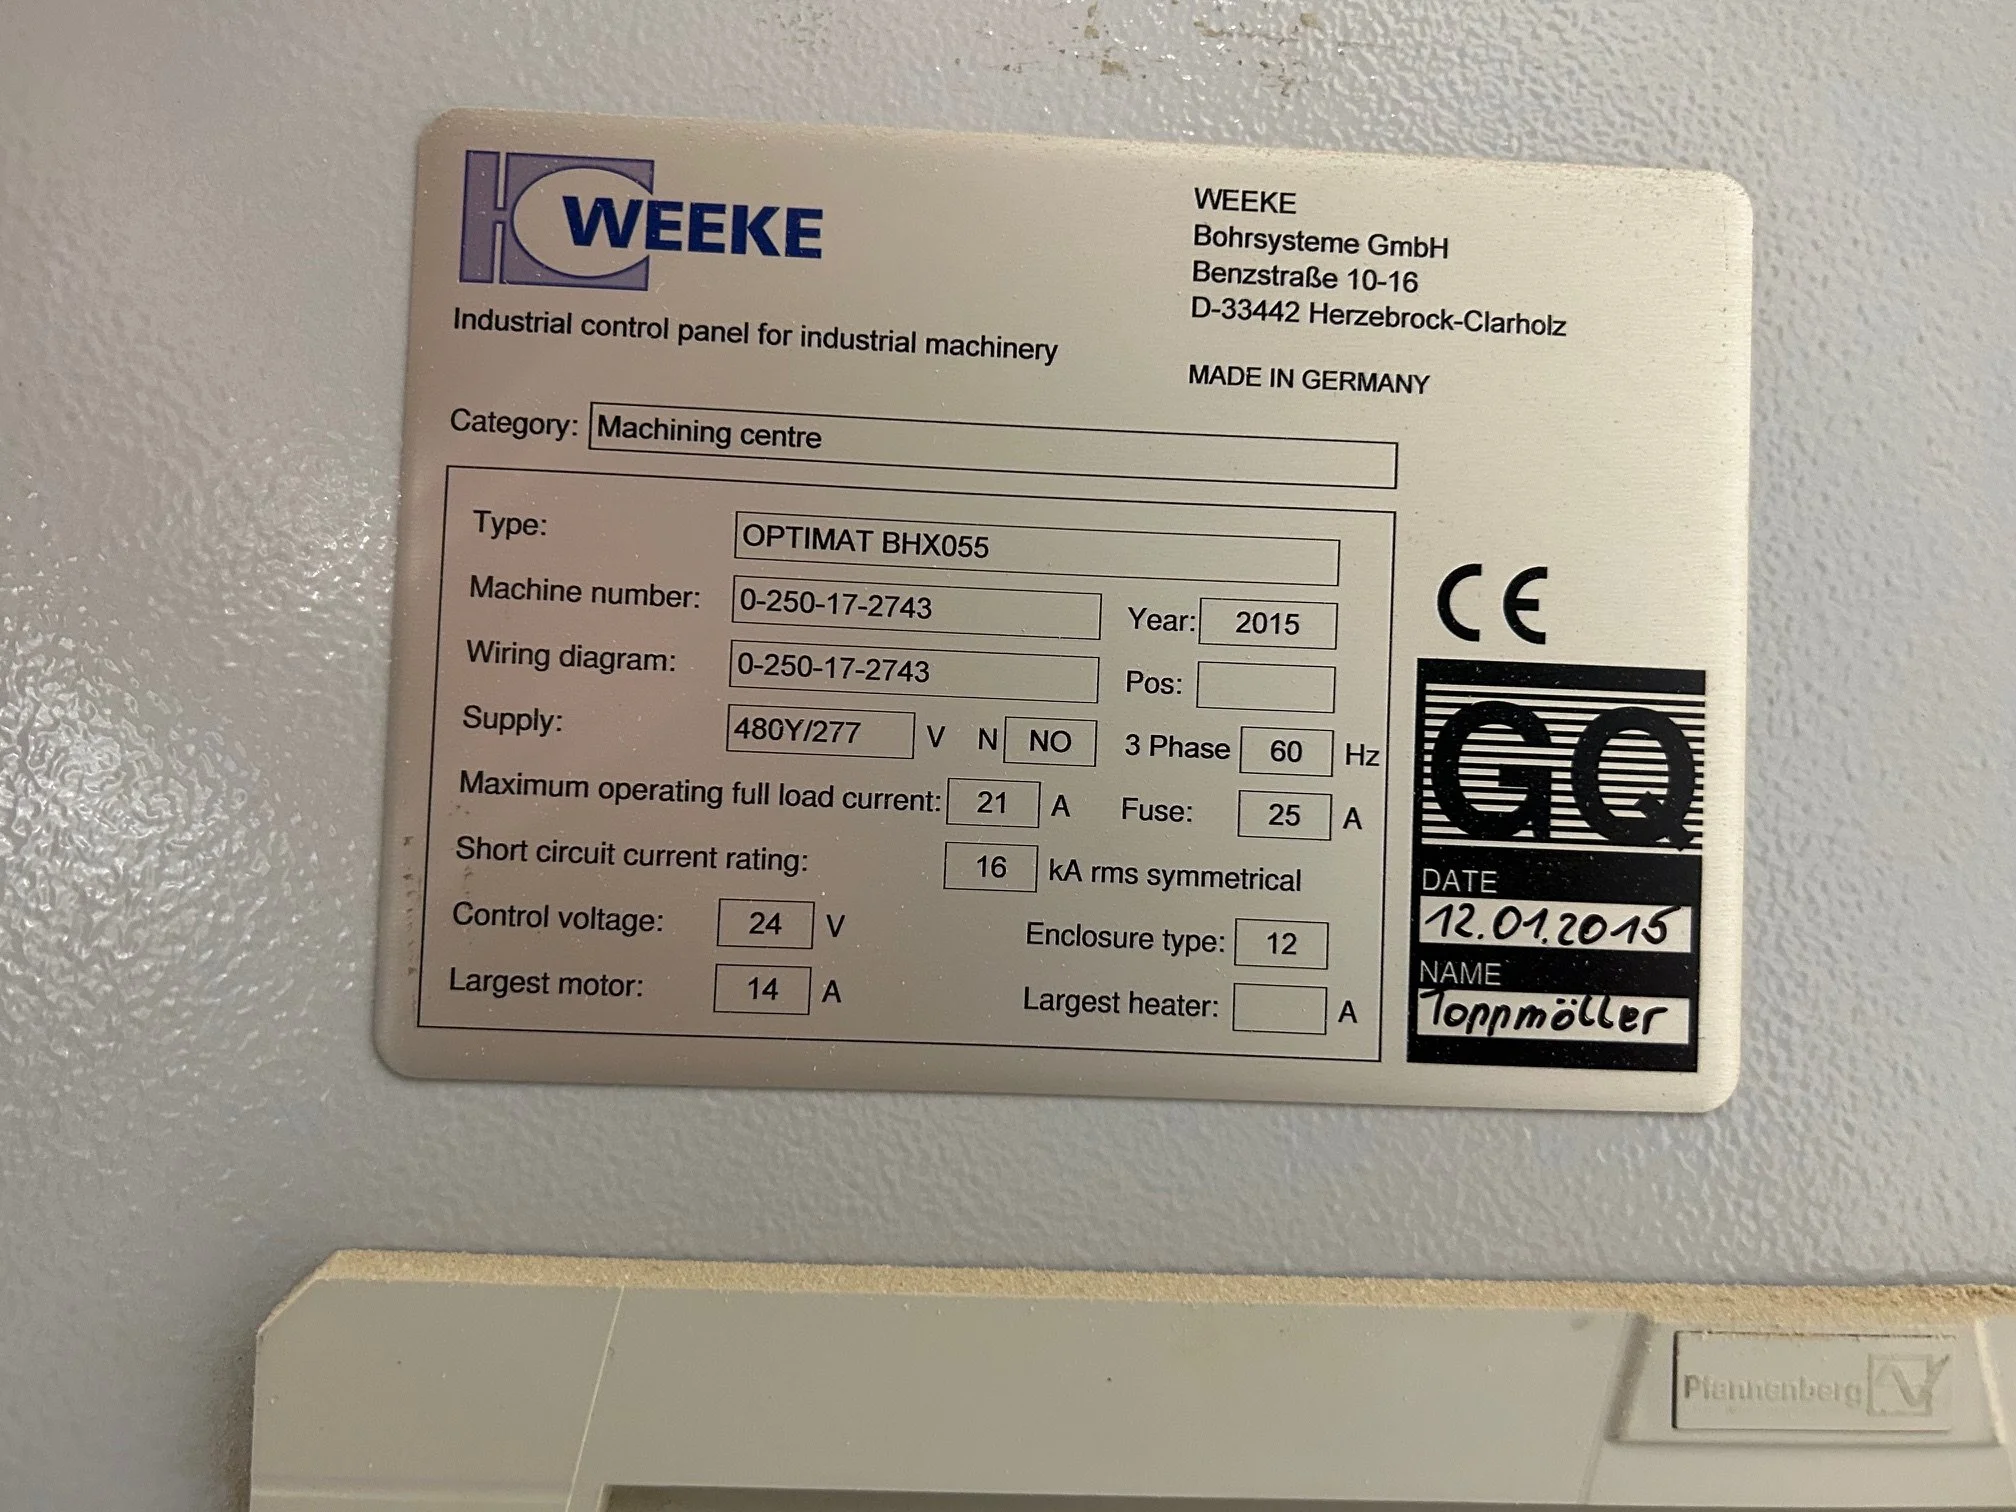 WEEKE
Industrial control panel for industrial machinery
WEEKE
Bohrsysteme GmbH
Benzstraße 10-16
D-33442 Herzebrock-Clarholz
MADE IN GERMANY
Category: Machining centre
Type: OPTIMAT BHX055
Machine number: 0-250-17-2743 Year: 2015
Wiring diagram: 0-250-17-2743 Pos:
Supply: 480Y/277 V N NO 3 Phase 60 Hz
Maximum operating full load current: 21 A Fuse: 25 A
Short circuit current rating: 16 kA rms symmetrical
Control voltage: 24 V Enclosure type: 12
Largest motor: 14 A Largest heater: A
CE
GQ
DATE
12.01.2015
NAME
Toppmöller
Pfannenberg